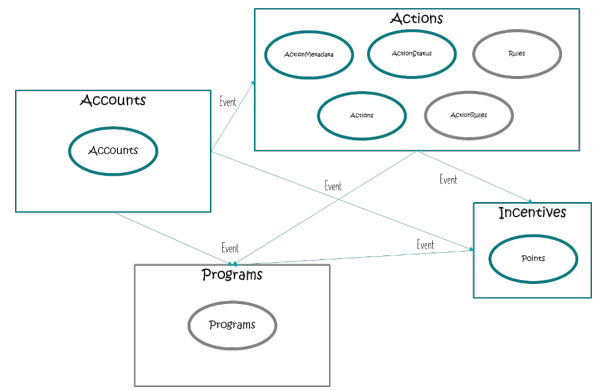 Actions
ActionMetadata
ActionStatus
Rules
Accounts
Event
Actions
ActionRules
Accounts
Event
Event
Incentives
Event
Event
Points
Programs
Programs